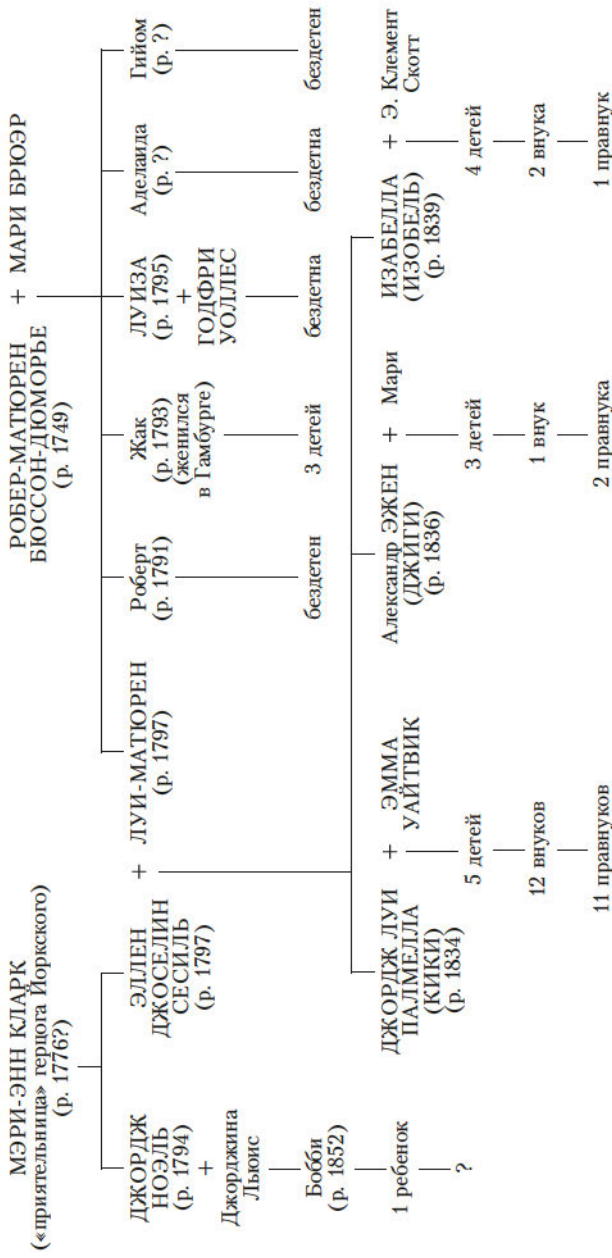 МЭРИ-ЭНН КЛАРК
(«приятельница» герцога Йоркского)
(р. 1776?)
РОБЕР-МАТЮРЕН
БЮССОН-ДЮМОРЬЕ
(р. 1749)
+ МАРИ БРЮЭР
ДЖОРДЖ
НОЭЛЬ
(р. 1794)
+
Джорджина
Льюис
Бобби
(р. 1852)
1 ребенок
?
ЭЛЛЕН
ДЖОСЕЛИН
СЕСИЛЬ
(р. 1797)
+ ЛУИ-МАТЮРЕН
(р. 1797)
Роберт
(р. 1791)
бездетен
Жак
(р. 1793)
(женился
в Гамбурге)
3 детей
ЛУИЗА
(р. 1795)
+
ГОДФРИ
УОЛЛЕС
бездетна
Аделаида
(р. ?)
бездетна
Гийом
(р. ?)
бездетен
ДЖОРДЖ ЛУИ
ПАЛМЕЛЛА
(КИКИ)
(р. 1834)
+ ЭММА
УАЙТВИК
5 детей
12 внуков
11 правнуков
Александр ЭЖЕН
(ДЖИГИ)
(р. 1836)
+ Мари
3 детей
1 внук
2 правнука
ИЗАБЕЛЛА
(ИЗОБЕЛЬ)
(р. 1839)
+ Э. Клемент
Скотт
4 детей
2 внука
1 правнук